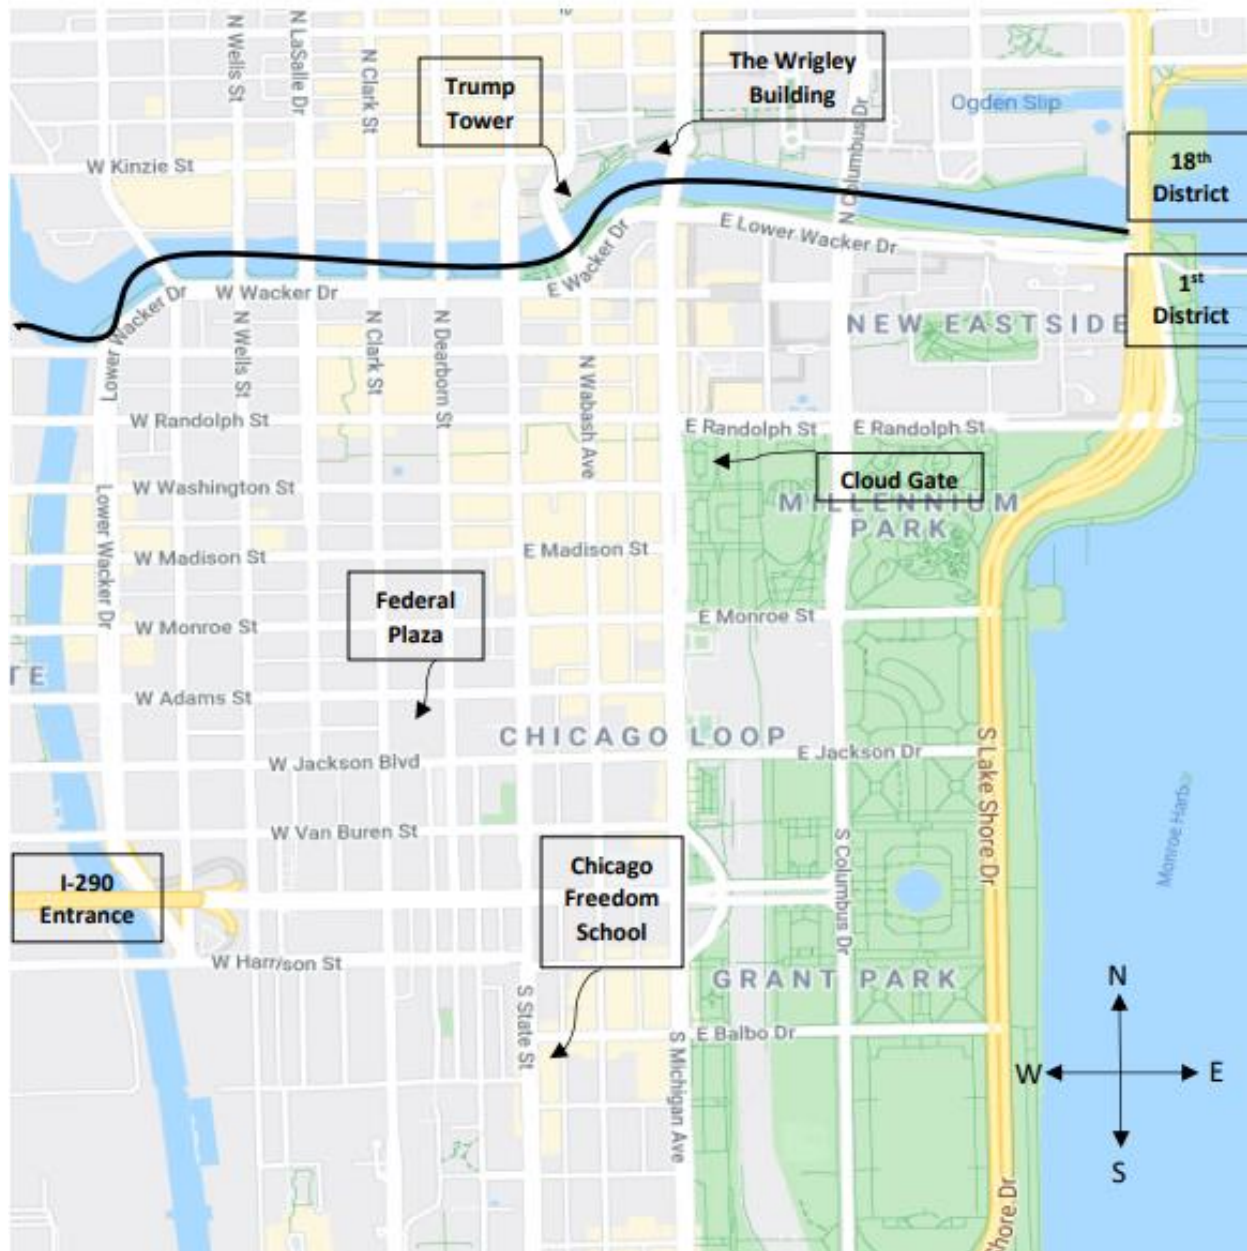 N Wells St
N LaSalle Dr
N Clark St
Trump
Tower
The Wrigley
Building
N Columbus Dr
Ogden Slip
W Kinzie St
18th
District
E Lower Wacker Dr
E Wacker Dr
W Wacker Dr
Lower Wacker Dr
1st
District
NEW EASTSIDE
N Wells St
N Clark St
N Dearborn St
N Wabash Ave
W Randolph St
E Randolph St
E Randolph St
Cloud Gate
MILLENNIUM
PARK
W Washington St
Lower Wacker Dr
W Madison St
E Madison St
Federal
Plaza
W Monroe St
E Monroe St
TE
W Adams St
CHICAGO LOOP
E Jackson Dr
W Jackson Blvd
S Lake Shore Dr
Monroe Harbor
W Van Buren St
S Columbus Dr
I-290
Entrance
Chicago
Freedom
School
W Harrison St
GRANT PARK
S State St
E Balbo Dr
S Michigan Ave
N
W
E
S
Shore Dr